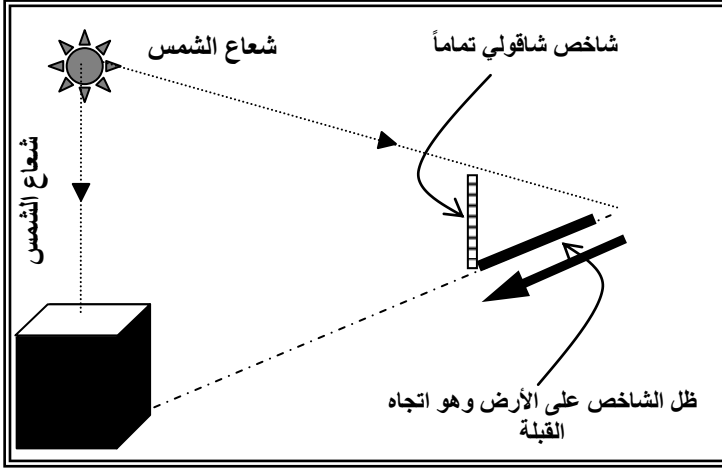 شاخص شاقولي تماماً
شعاع الشمس
شعاع الشمس
ظل الشاخص على الأرض وهو اتجاه
القبلة